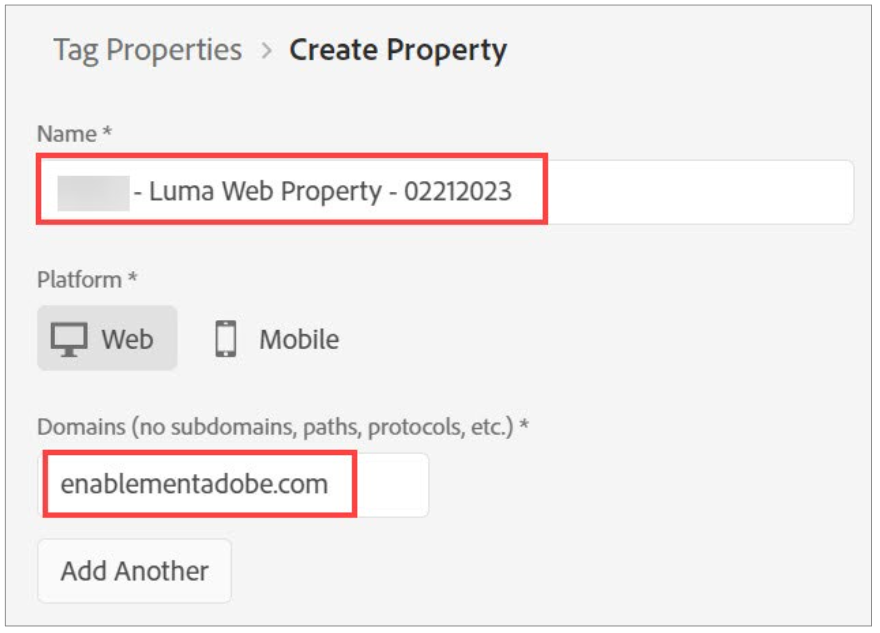 Tag Properties > Create Property
Name *
- Luma Web Property - 02212023
Platform *
Web Mobile
Domains (no subdomains, paths, protocols, etc.) *
enablementadobe.com
Add Another